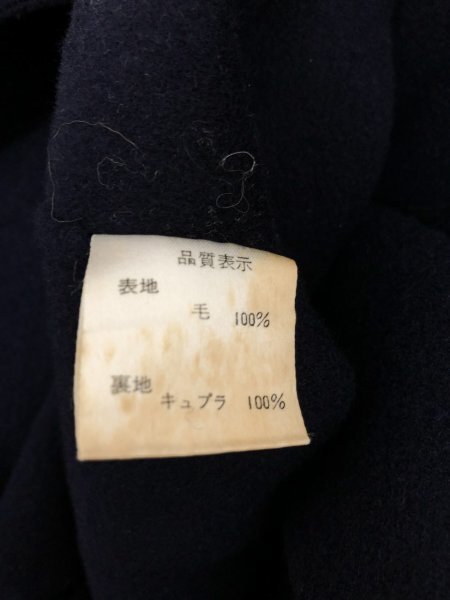 品質表示
表地
毛 100%
裏地
キュプラ 100%